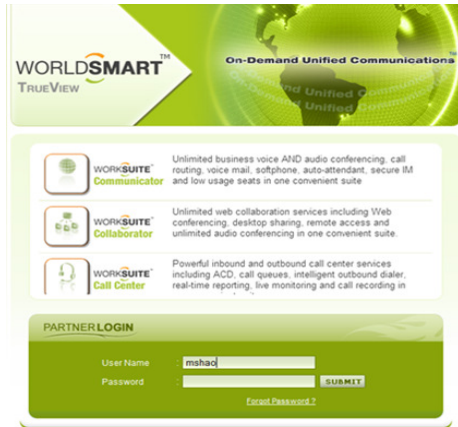 WORLDSMART™
TRUEVIEW
On-Demand Unified Communications™
WORKSUITE
Communicator
Unlimited business voice AND audio conferencing, call
routing, voice mail, softphone, auto-attendant, secure IM
and low usage seats in one convenient suite
WORKSUITE
Collaborator
Unlimited web collaboration services including Web
conferencing, desktop sharing, remote access and
unlimited audio conferencing in one convenient suite.
WORKSUITE
Call Center
Powerful inbound and outbound call center services
including ACD, call queues, intelligent outbound dialer,
real-time reporting, live monitoring and call recording in
PARTNER LOGIN
User Name : mshao
Password :
SUBMIT
Forgot Password ?